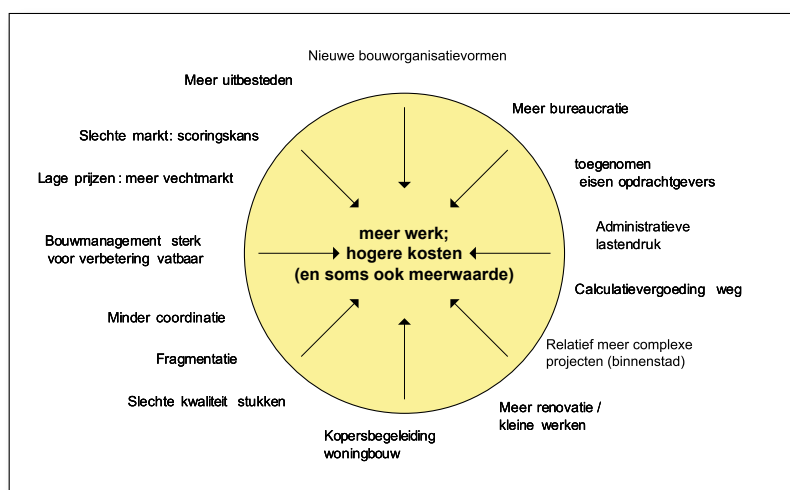 Nieuwe bouworganisatievormen
Meer uitbesteden
Meer bureaucratie
Slechte markt: scoringskans
toegenomen
eisen opdrachtgevers
Lage prijzen: meer vechtmarkt
Administratieve
lastendruk
meer werk;
hogere kosten
(en soms ook meerwaarde)
Bouwmanagement sterk
voor verbetering vatbaar
Calculatievergoeding weg
Minder coordinatie
Relatief meer complexe
projecten (binnenstad)
Fragmentatie
Slechte kwaliteit stukken
Meer renovatie /
kleine werken
Kopersbegeleiding
woningbouw